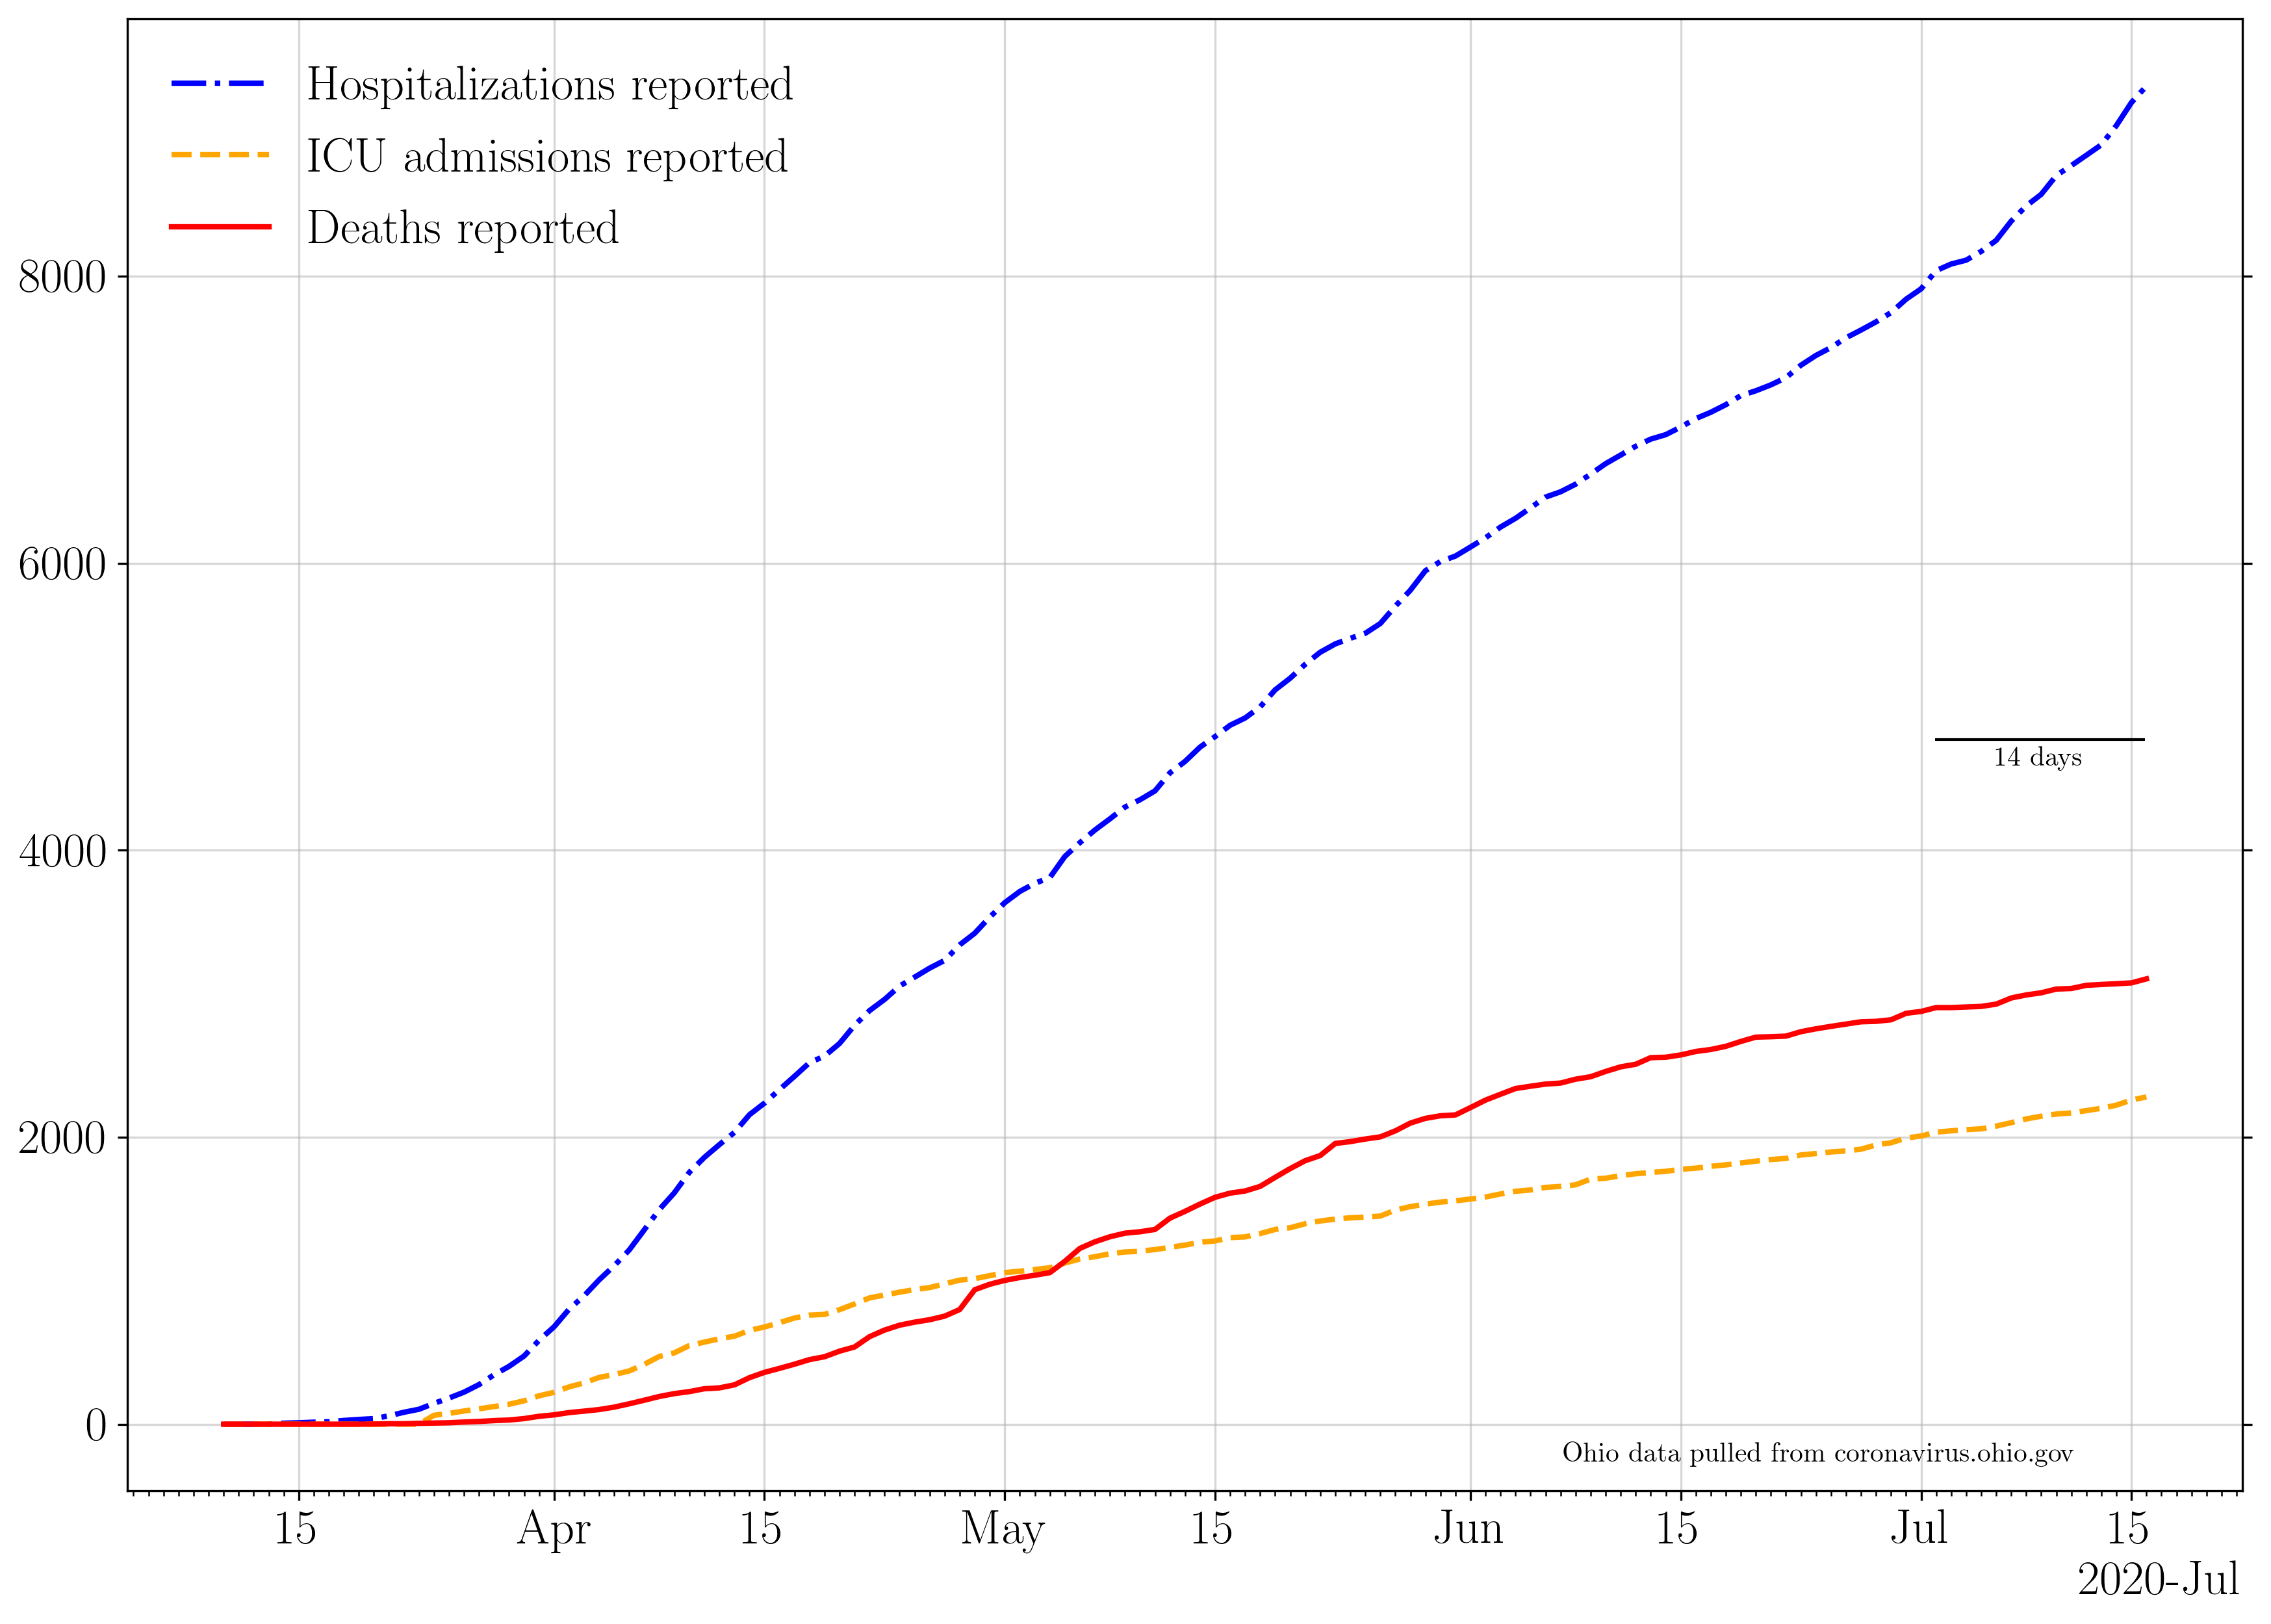 Hospitalizations reported
ICU admissions reported
Deaths reported
8000
6000
4000
2000
0
14 days
Ohio data pulled from coronavirus.ohio.gov
15 Apr 15 May 15 Jun 15 Jul 15
2020-Jul